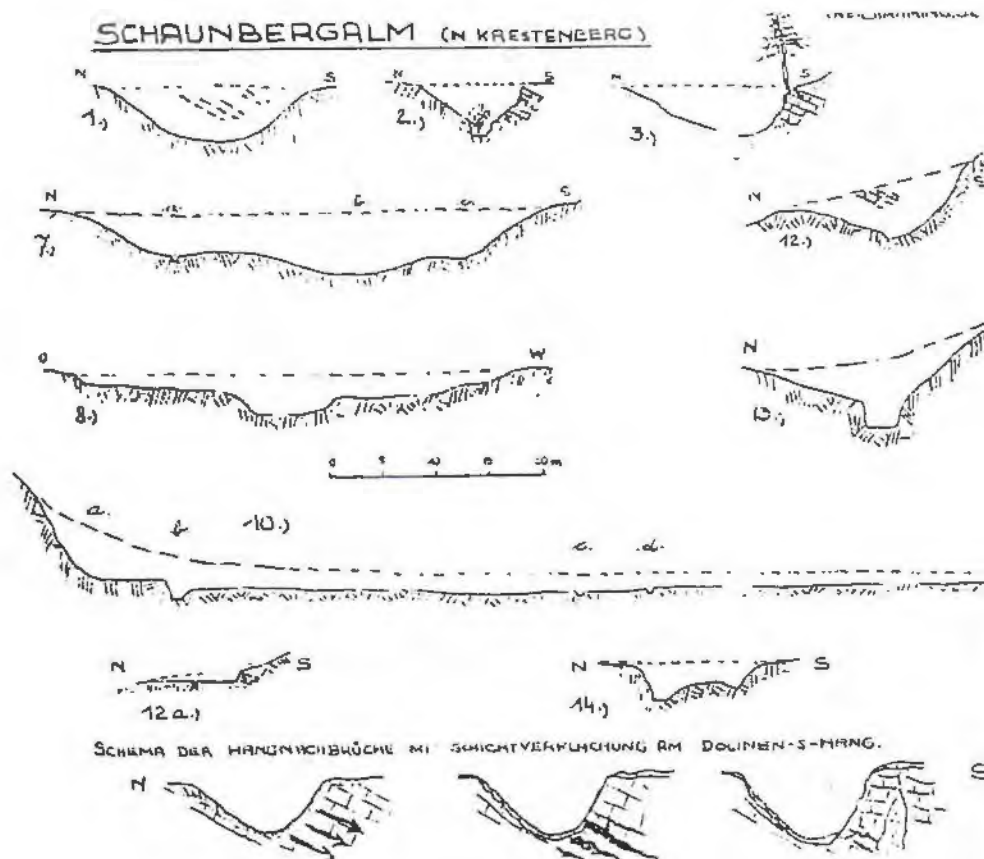 SCHAUNBERGALM (N KRESTENBERG)
N S
1.)
N S
2.)
N S
3.)
N b a. S
7.
N
12.)
O W
8.)
N
13.)
0 5 10 15 20m
a. b 10.) c. d.
N S
12a.)
N S
14.)
SCHEMA DER HANGNACHBRÜCHE MIT SCHICHTVERFLACHUNG AM DOLINEN-S-HANG.
N S